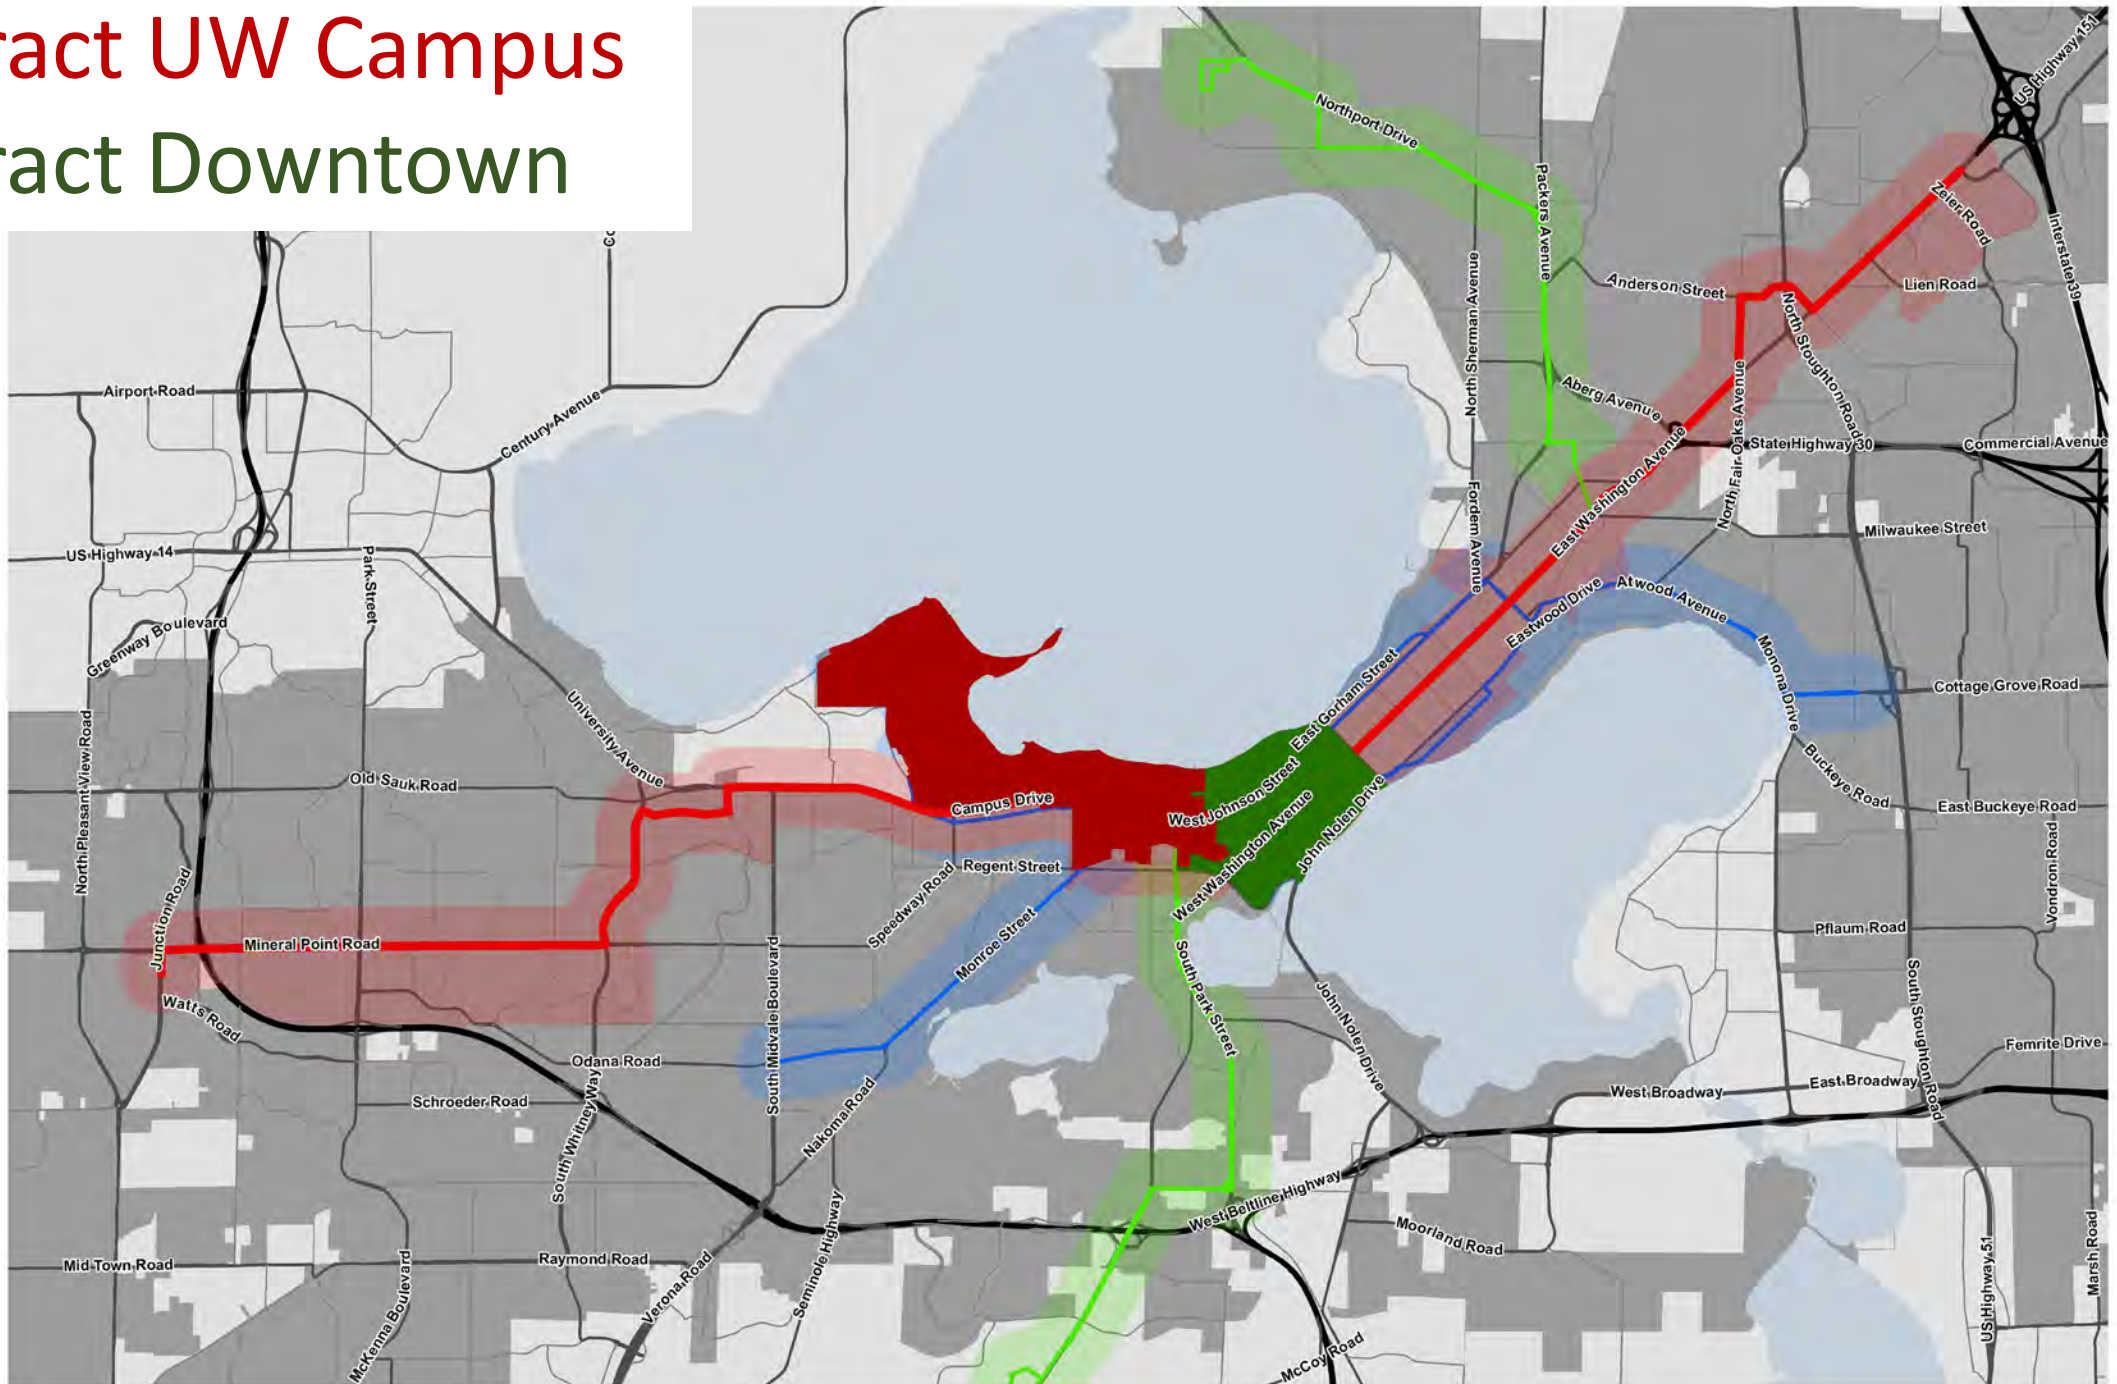 ract UW Campus
ract Downtown
US Highway 151
Northport Drive
Packers Avenue
Zeier Road
Interstate 39
Anderson Street
Lien Road
North Sherman Avenue
North Stoughton Road
Airport Road
Century Avenue
Aberg Avenue
North Fair Oaks Avenue
State Highway 30
Commercial Avenue
East Washington Avenue
Fordem Avenue
Milwaukee Street
US Highway 14
Park Street
Eastwood Drive
Atwood Avenue
Greenway Boulevard
Monona Drive
East Gorham Street
Cottage Grove Road
University Avenue
North Pleasant View Road
Old Sauk Road
Buckeye Road
East Buckeye Road
Campus Drive
West Johnson Street
West Washington Avenue
John Nolen Drive
Regent Street
Speedway Road
Vondron Road
Junction Road
Mineral Point Road
Monroe Street
South Park Street
Pflaum Road
Watts Road
South Midvale Boulevard
John Nolen Drive
South Stoughton Road
Odana Road
Femrite Drive
Schroeder Road
Nakoma Road
West Broadway
East Broadway
South Whitney Way
West Beltline Highway
Moorland Road
Mid Town Road
Raymond Road
Verona Road
Seminole Highway
McKenna Boulevard
McCoy Road
US Highway 51
Marsh Road